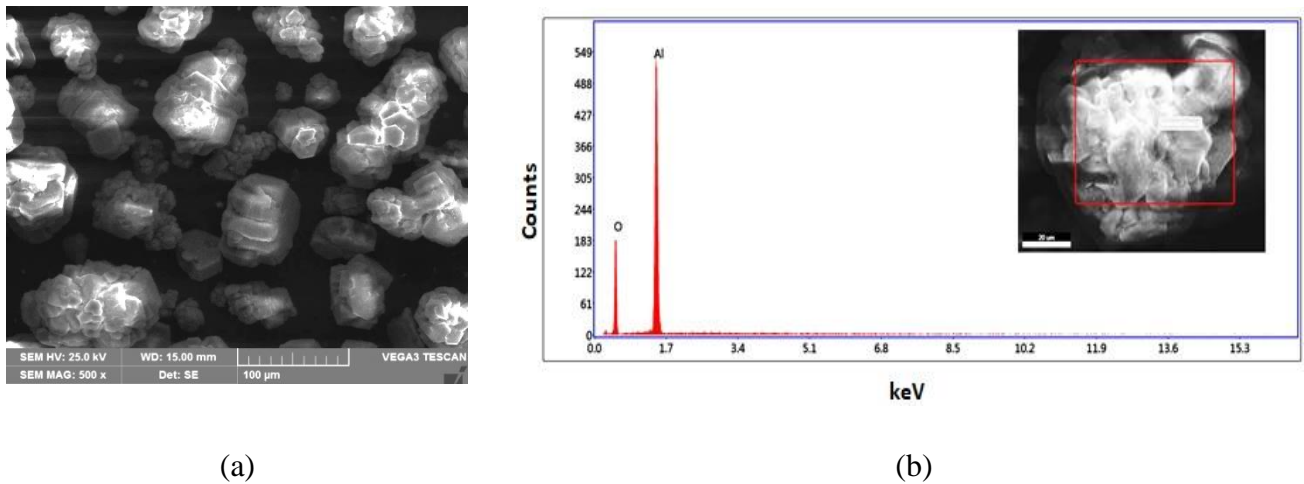 SEM HV: 25.0 kV
WD: 15.00 mm
VEGA3 TESCAN
SEM MAG: 500 x
Det: SE
100 µm
(a)
Counts
549
488
427
366
305
244
183
122
61
0
Al
O
20 µm
0.0 1.7 3.4 5.1 6.8 8.5 10.2 11.9 13.6 15.3
keV
(b)